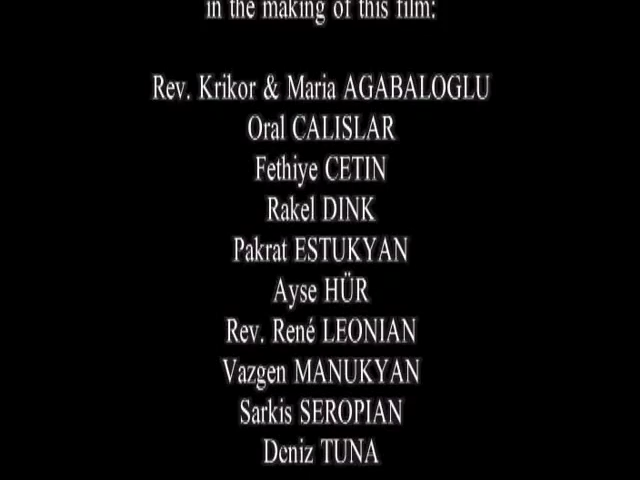 in the making of this film:
Rev. Krikor & Maria AGABALOGLU
Oral CALISLAR
Fethiye CETIN
Rakel DINK
Pakrat ESTUKYAN
Ayse HÜR
Rev. René LEONIAN
Vazgen MANUKYAN
Sarkis SEROPIAN
Deniz TUNA